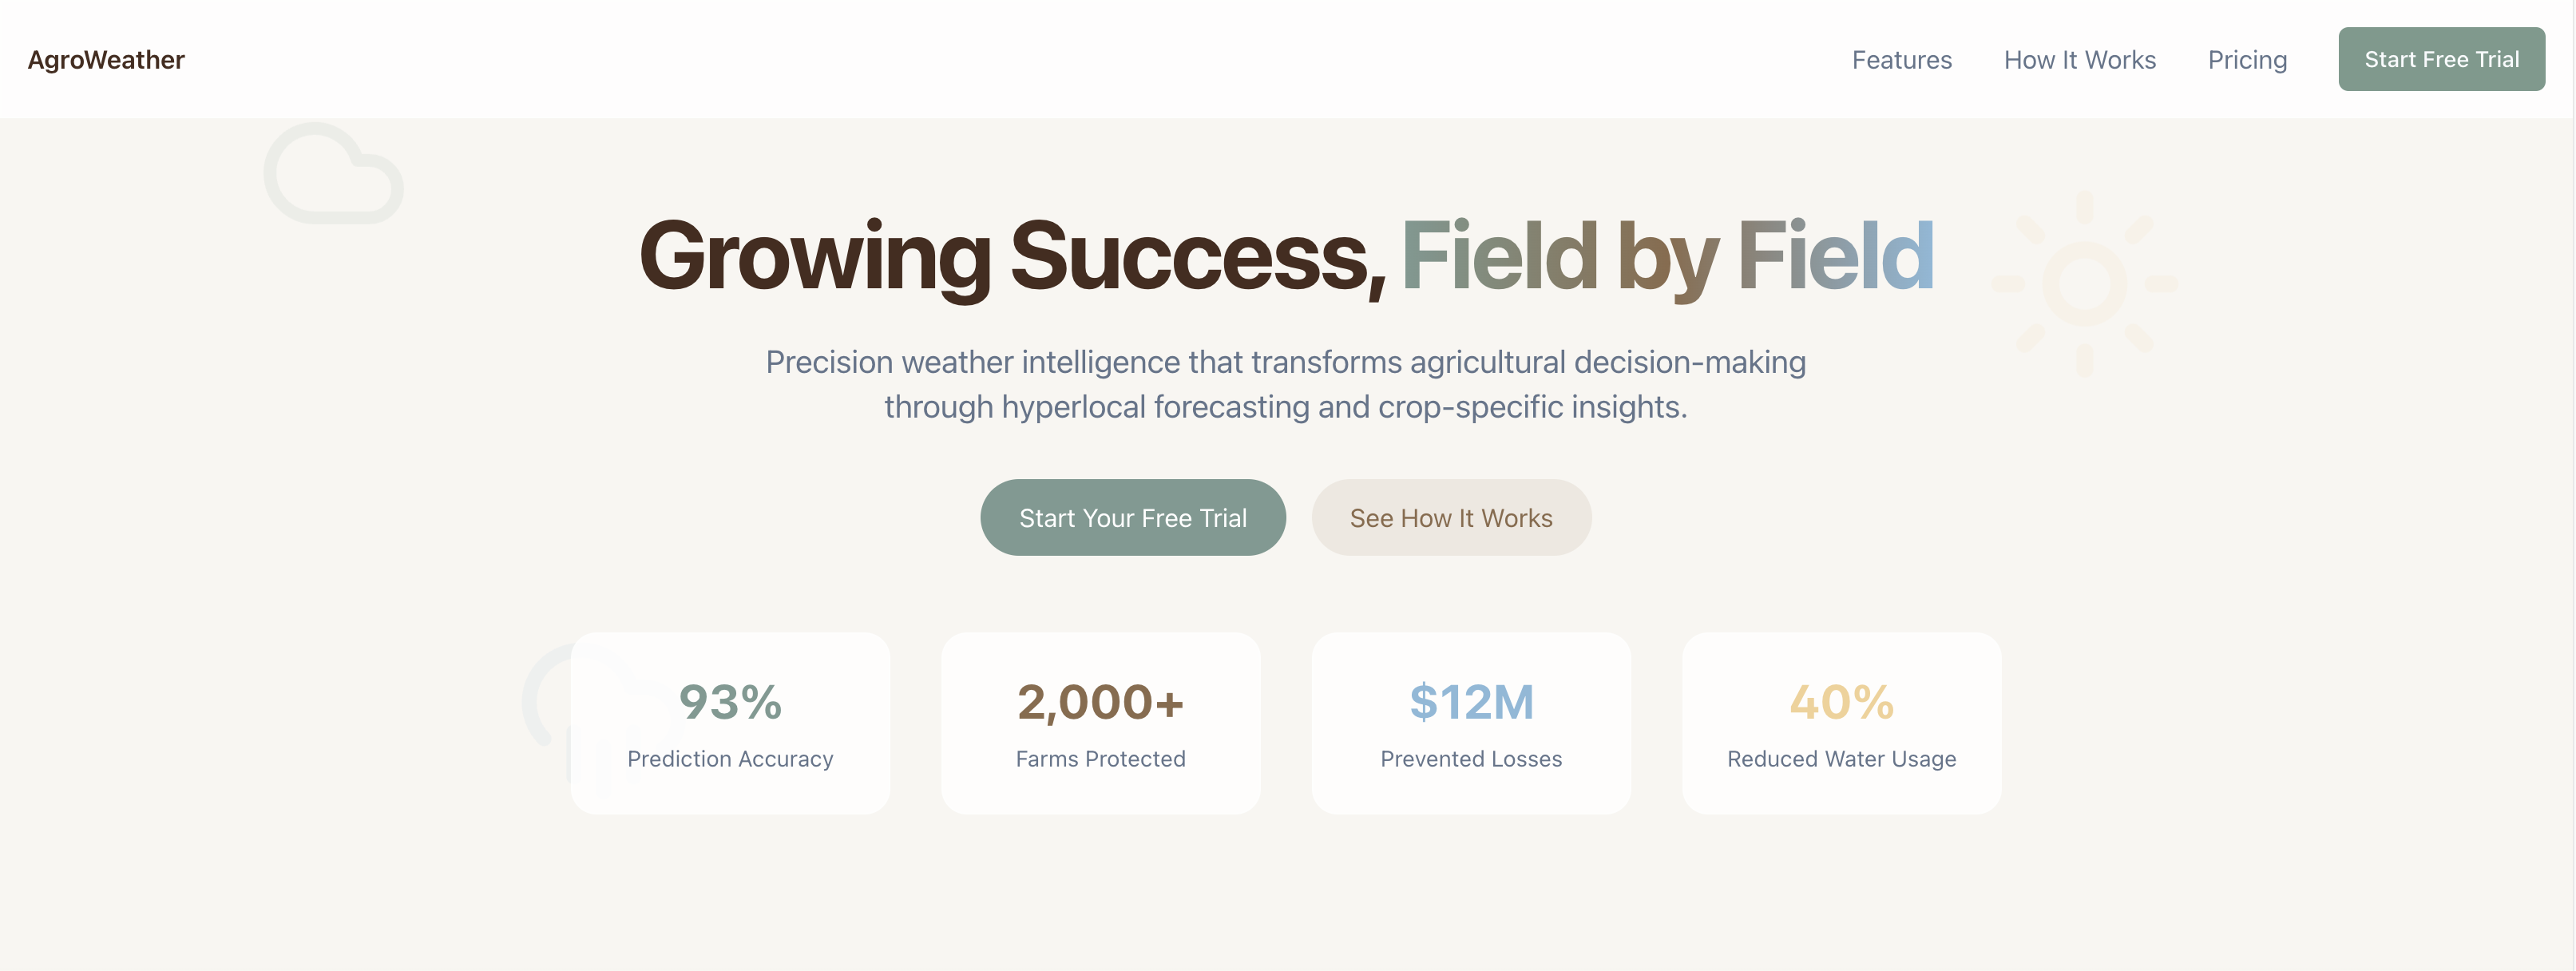 AgroWeather
Features
How It Works
Pricing
Start Free Trial
Growing Success, Field by Field
Precision weather intelligence that transforms agricultural decision-making
through hyperlocal forecasting and crop-specific insights.
Start Your Free Trial
See How It Works
93%
Prediction Accuracy
2,000+
Farms Protected
$12M
Prevented Losses
40%
Reduced Water Usage